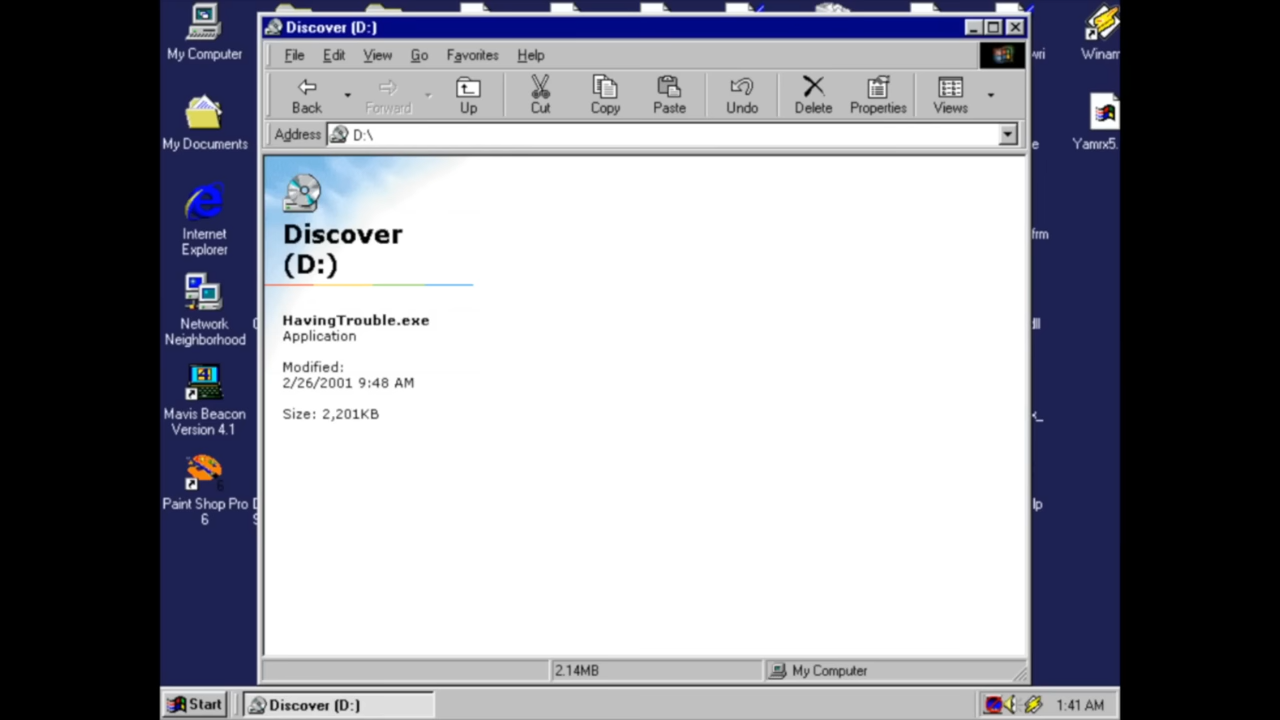 Discover (D:)
File Edit View Go Favorites Help
Back Forward Up Cut Copy Paste Undo Delete Properties Views
Address D:\
Discover
(D:)
HavingTrouble.exe
Application
Modified:
2/26/2001 9:48 AM
Size: 2,201KB
2.14MB
My Computer
My Computer
My Documents
Internet
Explorer
Network
Neighborhood
Mavis Beacon
Version 4.1
Paint Shop Pro
6
Winam
Yamrx5.
Start
Discover (D:)
1:41 AM